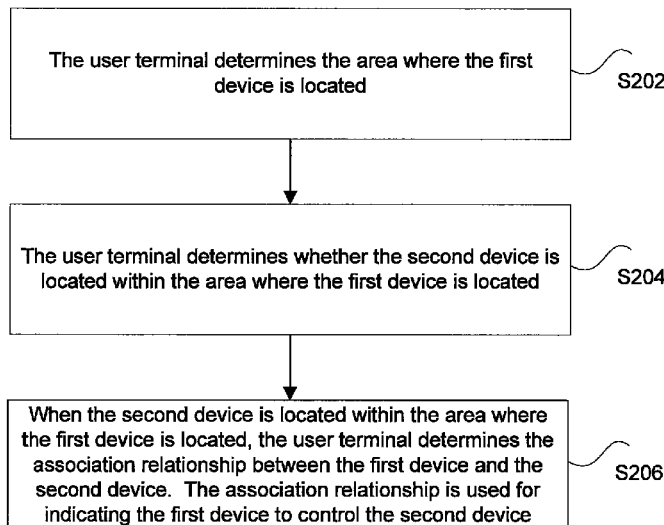 The user terminal determines the area where the first
device is located
S202
The user terminal determines whether the second device is
located within the area where the first device is located
S204
When the second device is located within the area where
the first device is located, the user terminal determines the
association relationship between the first device and the
second device.  The association relationship is used for
indicating the first device to control the second device
S206